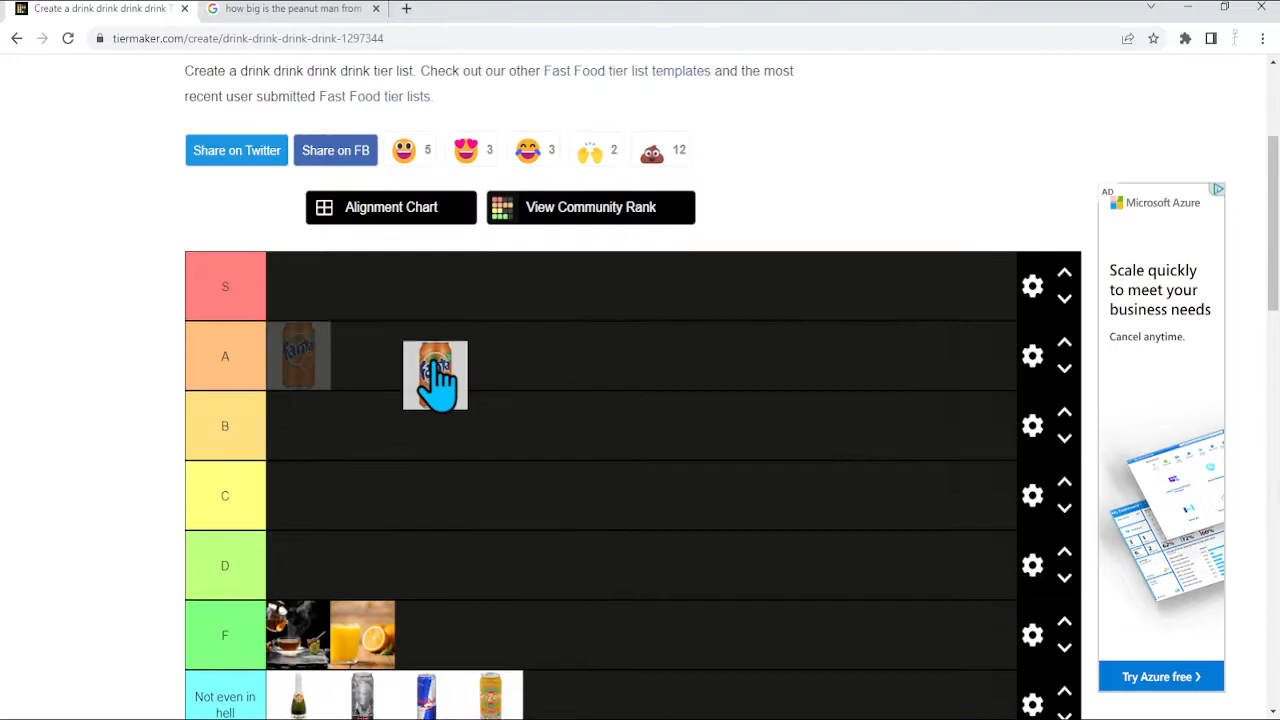 Create a drink drink drink drink T
how big is the peanut man from
tiermaker.com/create/drink-drink-drink-drink-1297344
Create a drink drink drink drink tier list. Check out our other Fast Food tier list templates and the most
recent user submitted Fast Food tier lists.
Share on Twitter
Share on FB
5
3
3
2
12
Alignment Chart
View Community Rank
AD
Microsoft Azure
Scale quickly
to meet your
business needs
Cancel anytime.
Try Azure free >
S
A
Fanta
B
C
D
F
Not even in
hell